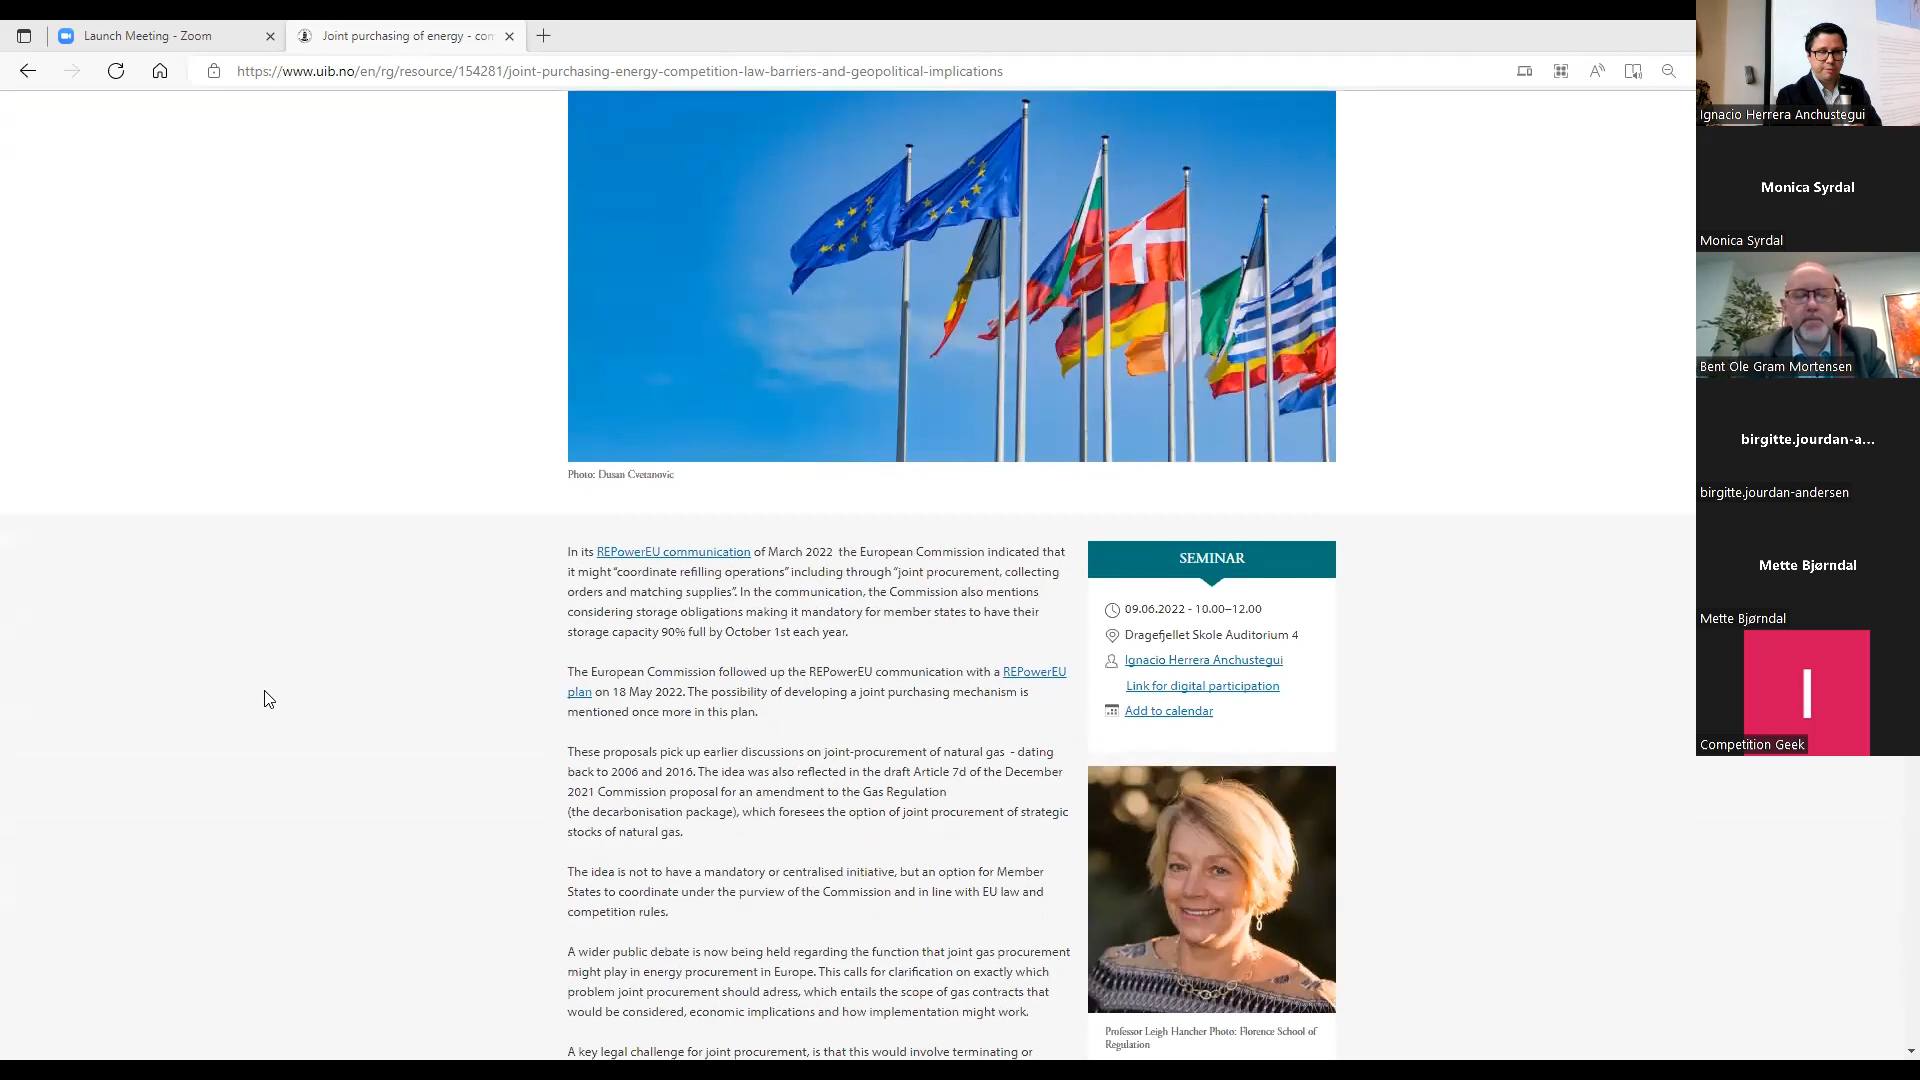 Launch Meeting - Zoom
Joint purchasing of energy - con
https://www.uib.no/en/rg/resource/154281/joint-purchasing-energy-competition-law-barriers-and-geopolitical-implications
Photo: Dusan Cvetanovic
In its REPowerEU communication of March 2022 the European Commission indicated that
it might "coordinate refilling operations" including through "joint procurement, collecting
orders and matching supplies". In the communication, the Commission also mentions
considering storage obligations making it mandatory for member states to have their
storage capacity 90% full by October 1st each year.
The European Commission followed up the REPowerEU communication with a REPowerEU
plan on 18 May 2022. The possibility of developing a joint purchasing mechanism is
mentioned once more in this plan.
These proposals pick up earlier discussions on joint-procurement of natural gas - dating
back to 2006 and 2016. The idea was also reflected in the draft Article 7d of the December
2021 Commission proposal for an amendment to the Gas Regulation
(the decarbonisation package), which foresees the option of joint procurement of strategic
stocks of natural gas.
The idea is not to have a mandatory or centralised initiative, but an option for Member
States to coordinate under the purview of the Commission and in line with EU law and
competition rules.
A wider public debate is now being held regarding the function that joint gas procurement
might play in energy procurement in Europe. This calls for clarification on exactly which
problem joint procurement should adress, which entails the scope of gas contracts that
would be considered, economic implications and how implementation might work.
A key legal challenge for joint procurement, is that this would involve terminating or
SEMINAR
09.06.2022 - 10.00–12.00
Dragefjellet Skole Auditorium 4
Ignacio Herrera Anchustegui
Link for digital participation
Add to calendar
Professor Leigh Hancher Photo: Florence School of
Regulation
Ignacio Herrera Anchustegui
Monica Syrdal
Monica Syrdal
Bent Ole Gram Mortensen
birgitte.jourdan-a...
birgitte.jourdan-andersen
Mette Bjørndal
Mette Bjørndal
I
Competition Geek